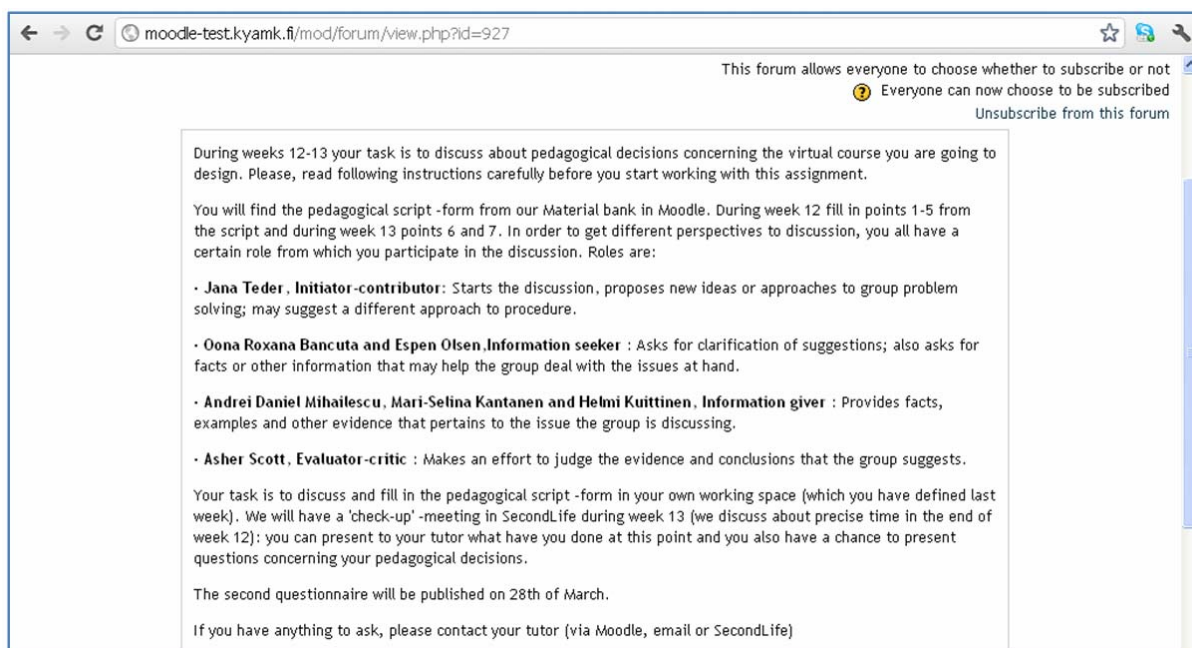 moodle-test.kyamk.fi/mod/forum/view.php?id=927
This forum allows everyone to choose whether to subscribe or not
? Everyone can now choose to be subscribed
Unsubscribe from this forum
During weeks 12-13 your task is to discuss about pedagogical decisions concerning the virtual course you are going to
design. Please, read following instructions carefully before you start working with this assignment.
You will find the pedagogical script -form from our Material bank in Moodle. During week 12 fill in points 1-5 from
the script and during week 13 points 6 and 7. In order to get different perspectives to discussion, you all have a
certain role from which you participate in the discussion. Roles are:
· Jana Teder, Initiator-contributor: Starts the discussion, proposes new ideas or approaches to group problem
solving; may suggest a different approach to procedure.
· Oona Roxana Bancuta and Espen Olsen,Information seeker : Asks for clarification of suggestions; also asks for
facts or other information that may help the group deal with the issues at hand.
· Andrei Daniel Mihailescu, Mari-Selina Kantanen and Helmi Kuittinen, Information giver : Provides facts,
examples and other evidence that pertains to the issue the group is discussing.
· Asher Scott, Evaluator-critic : Makes an effort to judge the evidence and conclusions that the group suggests.
Your task is to discuss and fill in the pedagogical script -form in your own working space (which you have defined last
week). We will have a 'check-up' -meeting in SecondLife during week 13 (we discuss about precise time in the end of
week 12): you can present to your tutor what have you done at this point and you also have a chance to present
questions concerning your pedagogical decisions.
The second questionnaire will be published on 28th of March.
If you have anything to ask, please contact your tutor (via Moodle, email or SecondLife)